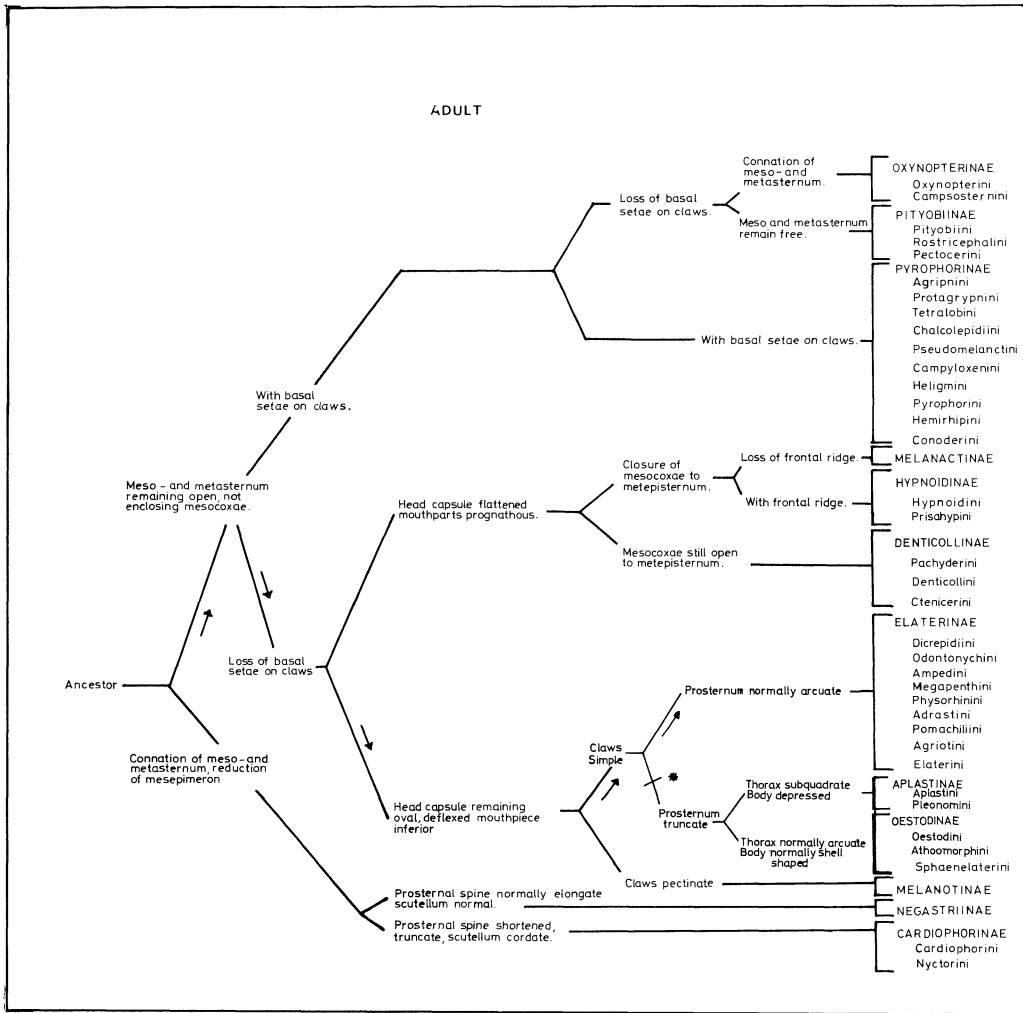 ADULT
Connation of
meso- and
metasternum.
OXYNOPTERINAE
Oxynopterini
Campsosternini
Loss of basal
setae on claws.
Meso and metasternum
remain free.
PITYOBIINAE
Pityobiini
Rostricephalini
Pectocerini
PYROPHORINAE
Agripnini
Protagrypnini
Tetralobini
Chalcolepidiini
With basal setae on claws.
Pseudomelanctini
Campyloxenini
Heligmini
Pyrophorini
Hemirhipini
Conoderini
With basal
setae on claws.
Meso - and metasternum
remaining open, not
enclosing mesocoxae.
Head capsule flattened
mouthparts prognathous.
Closure of
mesocoxae to
metepisternum.
Loss of frontal ridge.
MELANACTINAE
With frontal ridge.
HYPNOIDINAE
Hypnoidini
Prisahypini
Mesocoxae still open
to metepisternum.
DENTICOLLINAE
Pachyderini
Denticollini
Ctenicerini
Ancestor
Loss of basal
setae on claws
ELATERINAE
Dicrepidiini
Odontonychini
Ampedini
Megapenthini
Physorhinini
Adrastini
Pomachiliini
Agriotini
Elaterini
Prosternum normally arcuate
Claws
Simple
*
Connation of meso-and
metasternum, reduction
of mesepimeron
Head capsule remaining
oval, deflexed mouthpiece
inferior
Prosternum
truncate
Thorax subquadrate
Body depressed
APLASTINAE
Aplastini
Pleonomini
Thorax normally arcuate
Body normally shell
shaped
OESTODINAE
Oestodini
Athoomorphini
Sphaenelaterini
Claws pectinate
MELANOTINAE
Prosternal spine normally elongate
scutellum normal.
NEGASTRIINAE
Prosternal spine shortened,
truncate, scutellum cordate.
CARDIOPHORINAE
Cardiophorini
Nyctorini